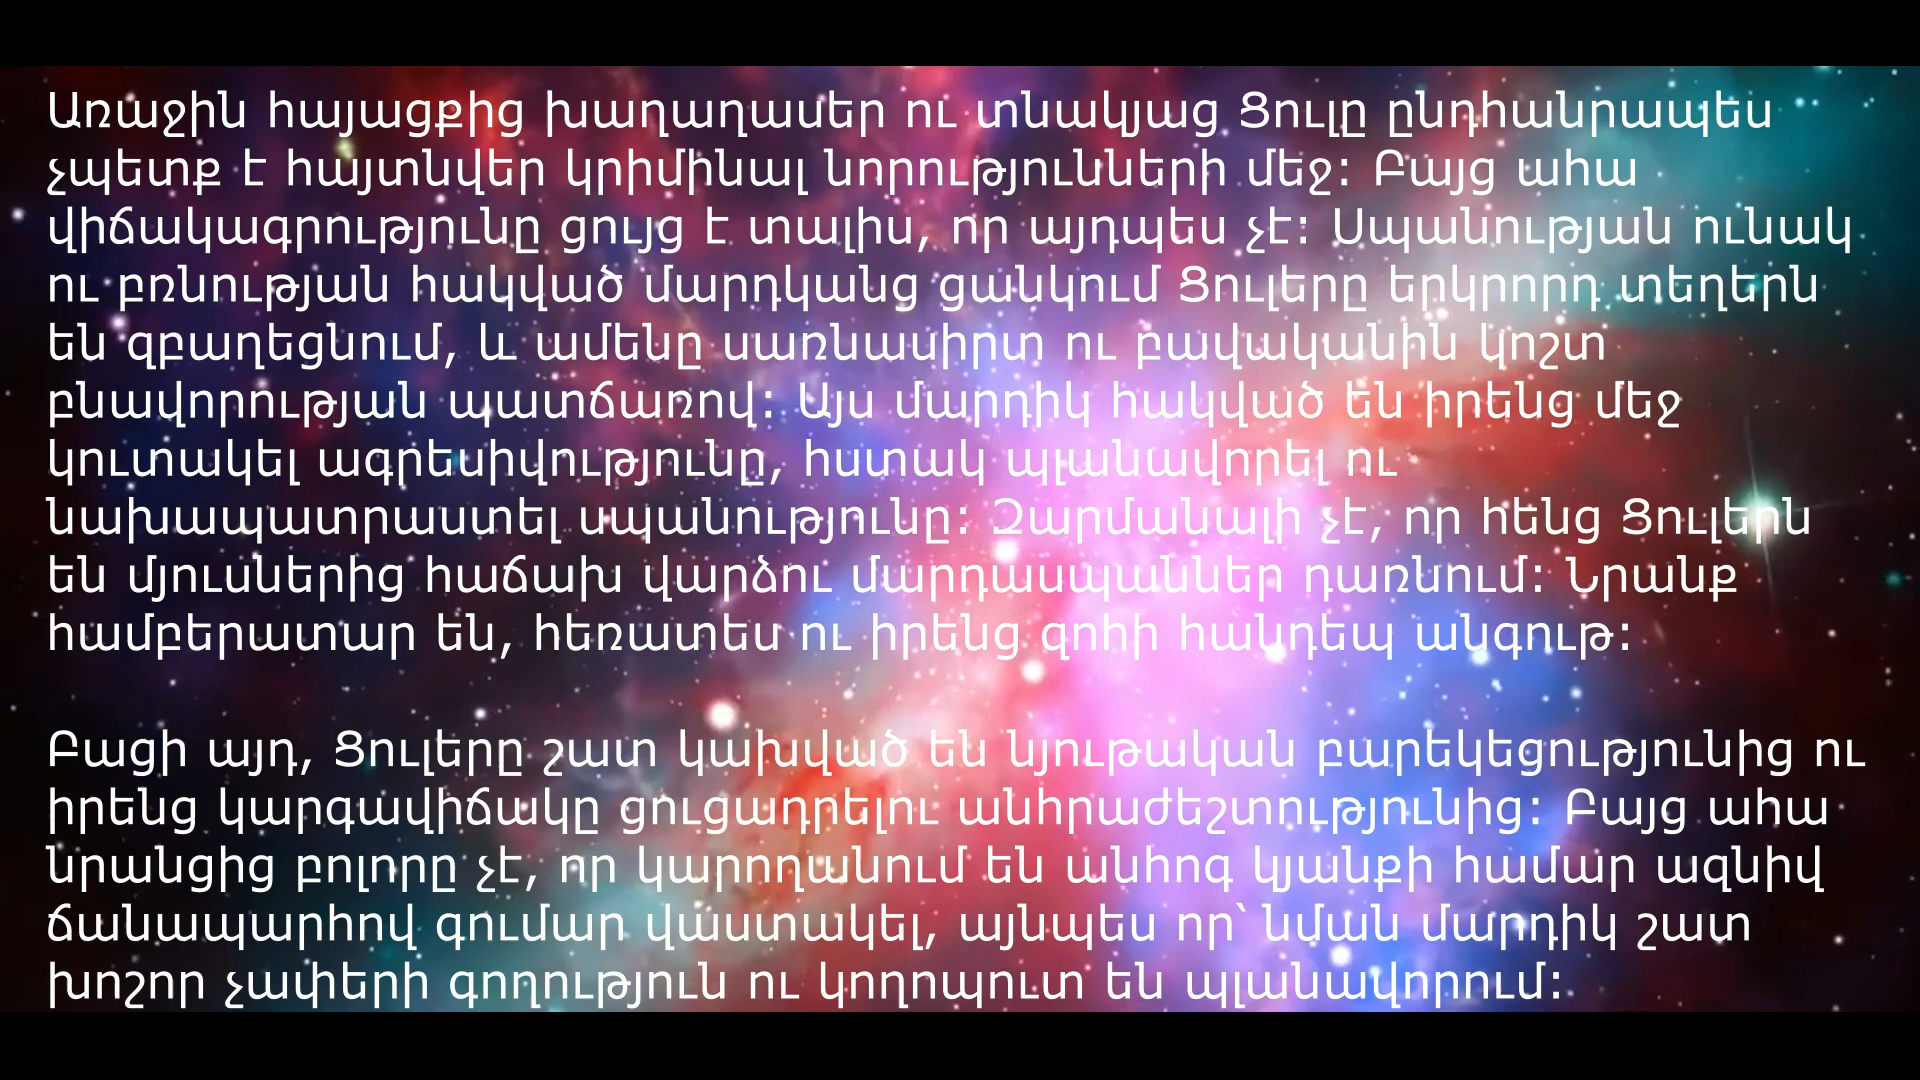 Առաջին հայացքից խաղաղասեր ու տնակյաց Ցուլը ընդհանրապես
չպետք է հայտնվեր կրիմինալ նորությունների մեջ: Բայց ահա
վիճակագրությունը ցույց է տալիս, որ այդպես չէ: Սպանության ունակ
ու բռնության հակված մարդկանց ցանկում Ցուլերը երկրորդ տեղերն
են զբաղեցնում, և ամենը սառնասիրտ ու բավականին կոշտ
բնավորության պատճառով: Այս մարդիկ հակված են իրենց մեջ
կուտակել ագրեսիվությունը, հստակ պլանավորել ու
նախապատրաստել սպանությունը: Զարմանալի չէ, որ հենց Ցուլերն
են մյուսներից հաճախ վարձու մարդասպաններ դառնում: Նրանք
համբերատար են, հեռատես ու իրենց զոհի հանդեպ անգութ:
Բացի այդ, Ցուլերը շատ կախված են նյութական բարեկեցությունից ու
իրենց կարգավիճակը ցուցադրելու անհրաժեշտությունից: Բայց ահա
նրանցից բոլորը չէ, որ կարողանում են անհոգ կյանքի համար ազնիվ
ճանապարհով գումար վաստակել, այնպես որ՝ նման մարդիկ շատ
խոշոր չափերի գողություն ու կողոպուտ են պլանավորում: